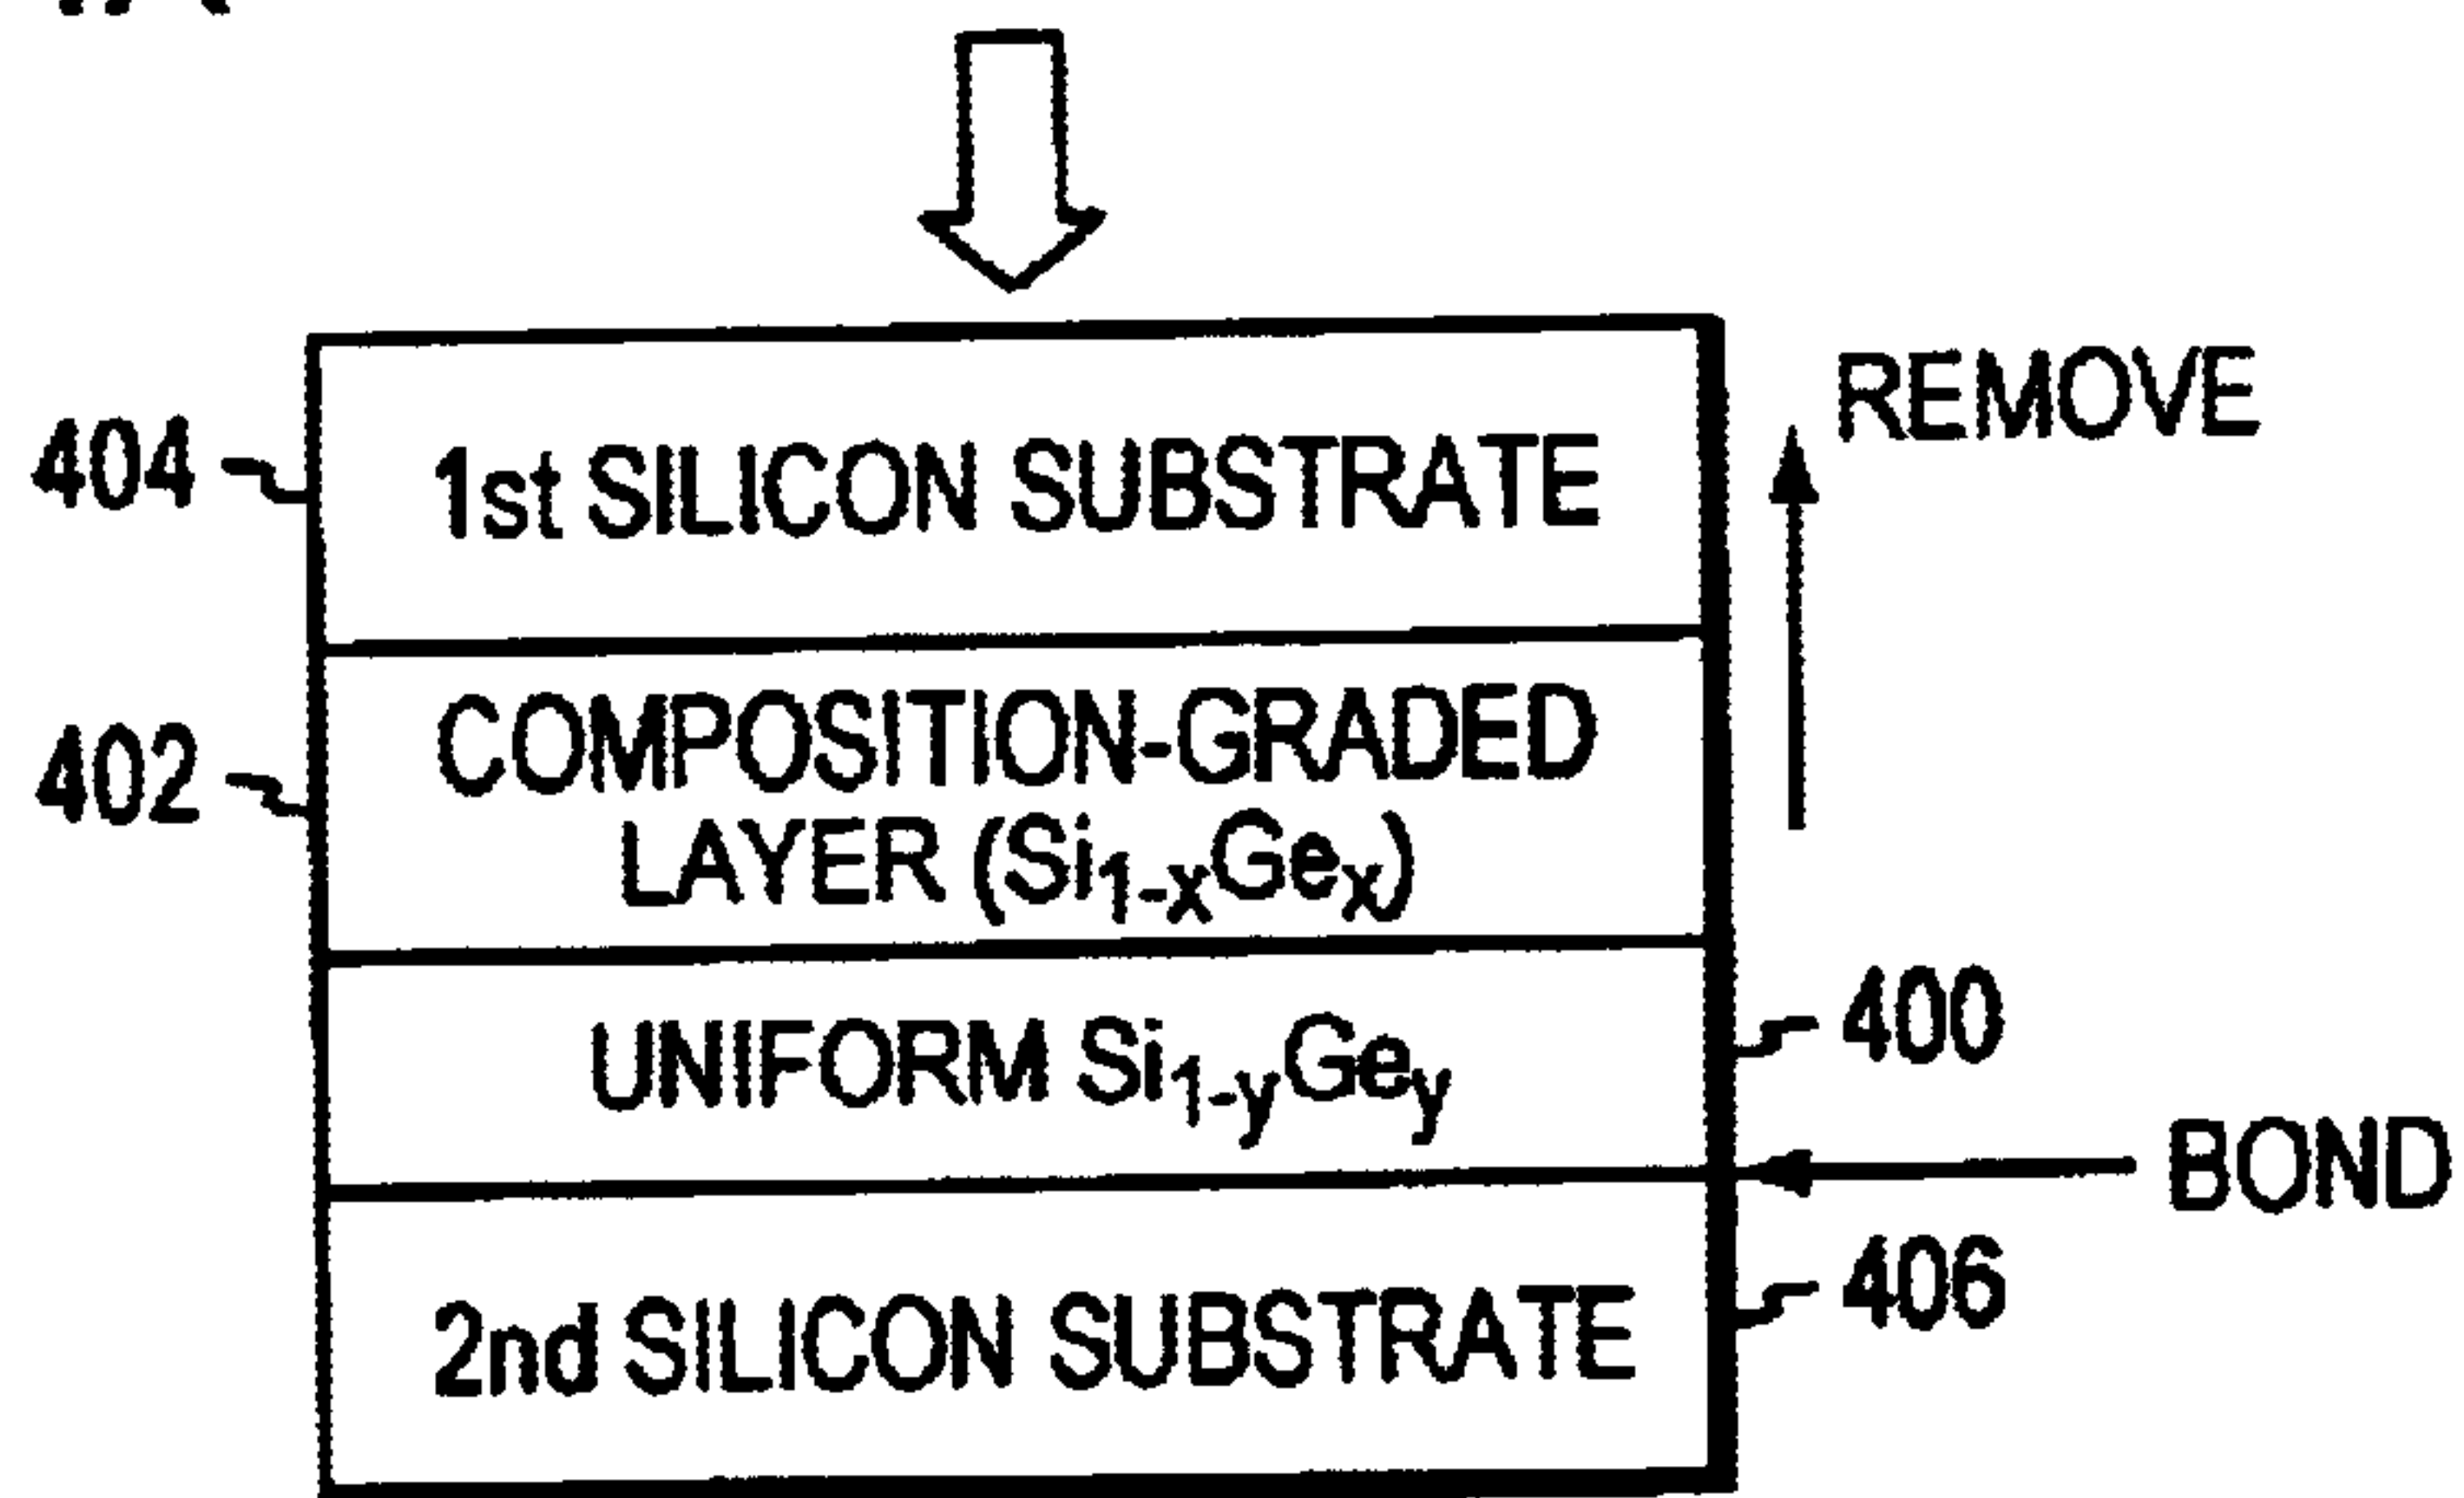 REMOVE
404
1st SILICON SUBSTRATE
402
COMPOSITION-GRADED
LAYER (Si1-xGex)
UNIFORM Si1-yGey
400
BOND
2nd SILICON SUBSTRATE
406